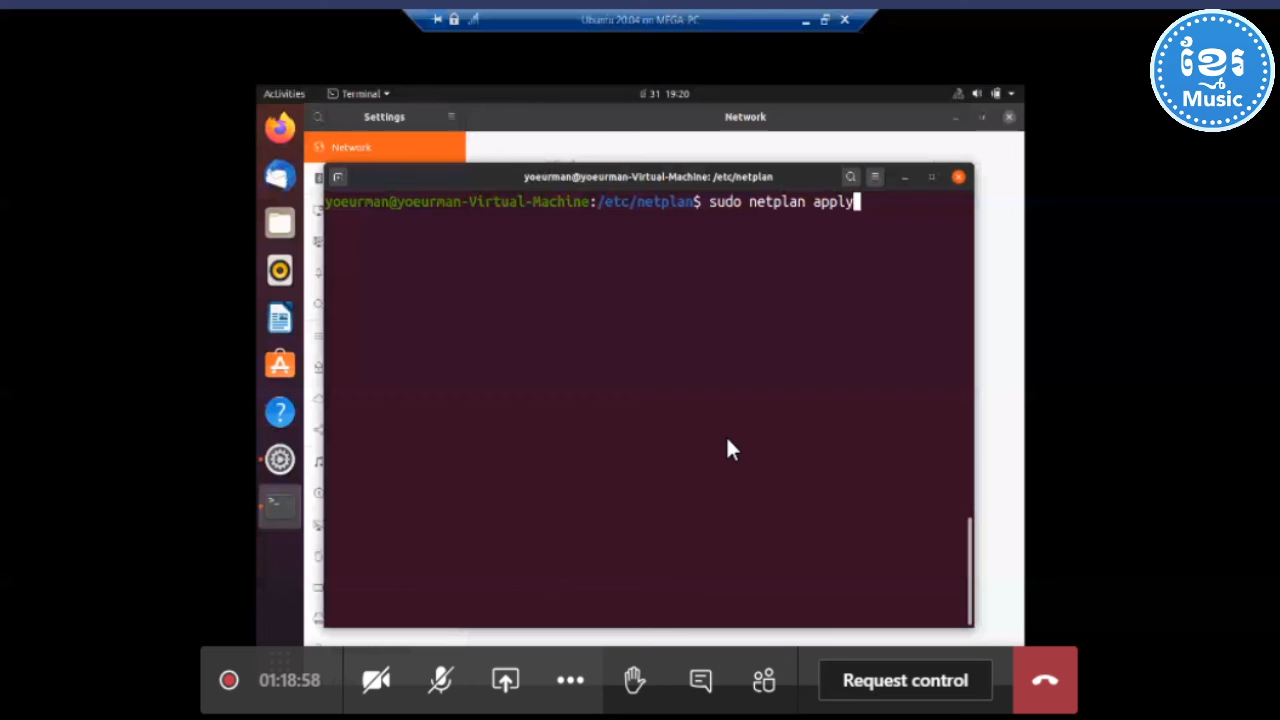 Ubuntu 20.04 on MEGA_PC
ខ្មែរ
Music
Activities
Terminal
31 19:20
Settings
Network
Network
yoeurman@yoeurman-Virtual-Machine: /etc/netplan
yoeurman@yoeurman-Virtual-Machine:/etc/netplan$ sudo netplan apply
01:18:58
Request control